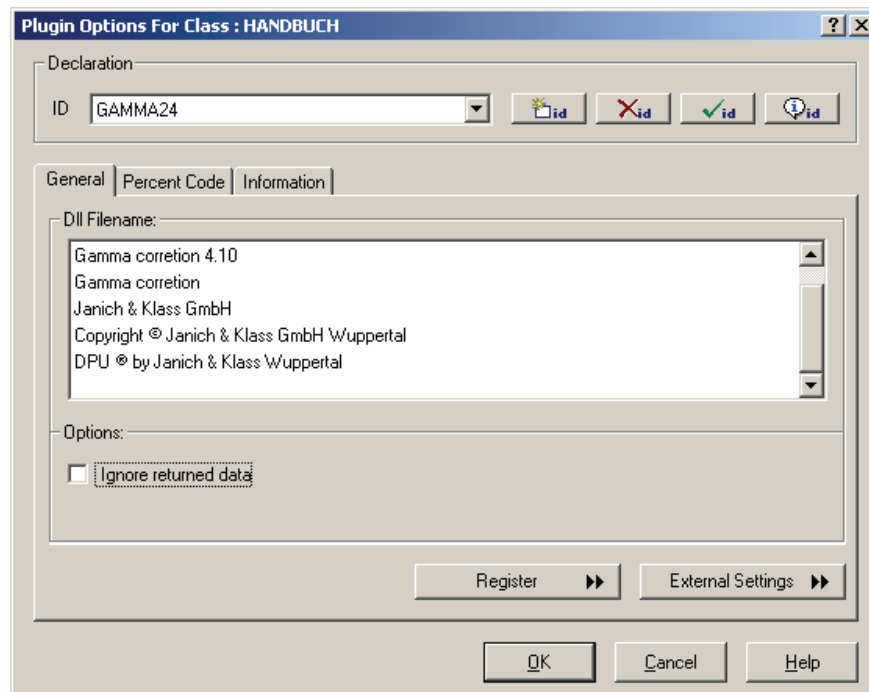 Plugin Options For Class : HANDBUCH
Declaration
ID GAMMA24 id id id id
General Percent Code Information
Dll Filename:
Gamma corretion 4.10
Gamma corretion
Janich & Klass GmbH
Copyright © Janich & Klass GmbH Wuppertal
DPU ® by Janich & Klass Wuppertal
Options:
Ignore returned data
Register External Settings
OK Cancel Help